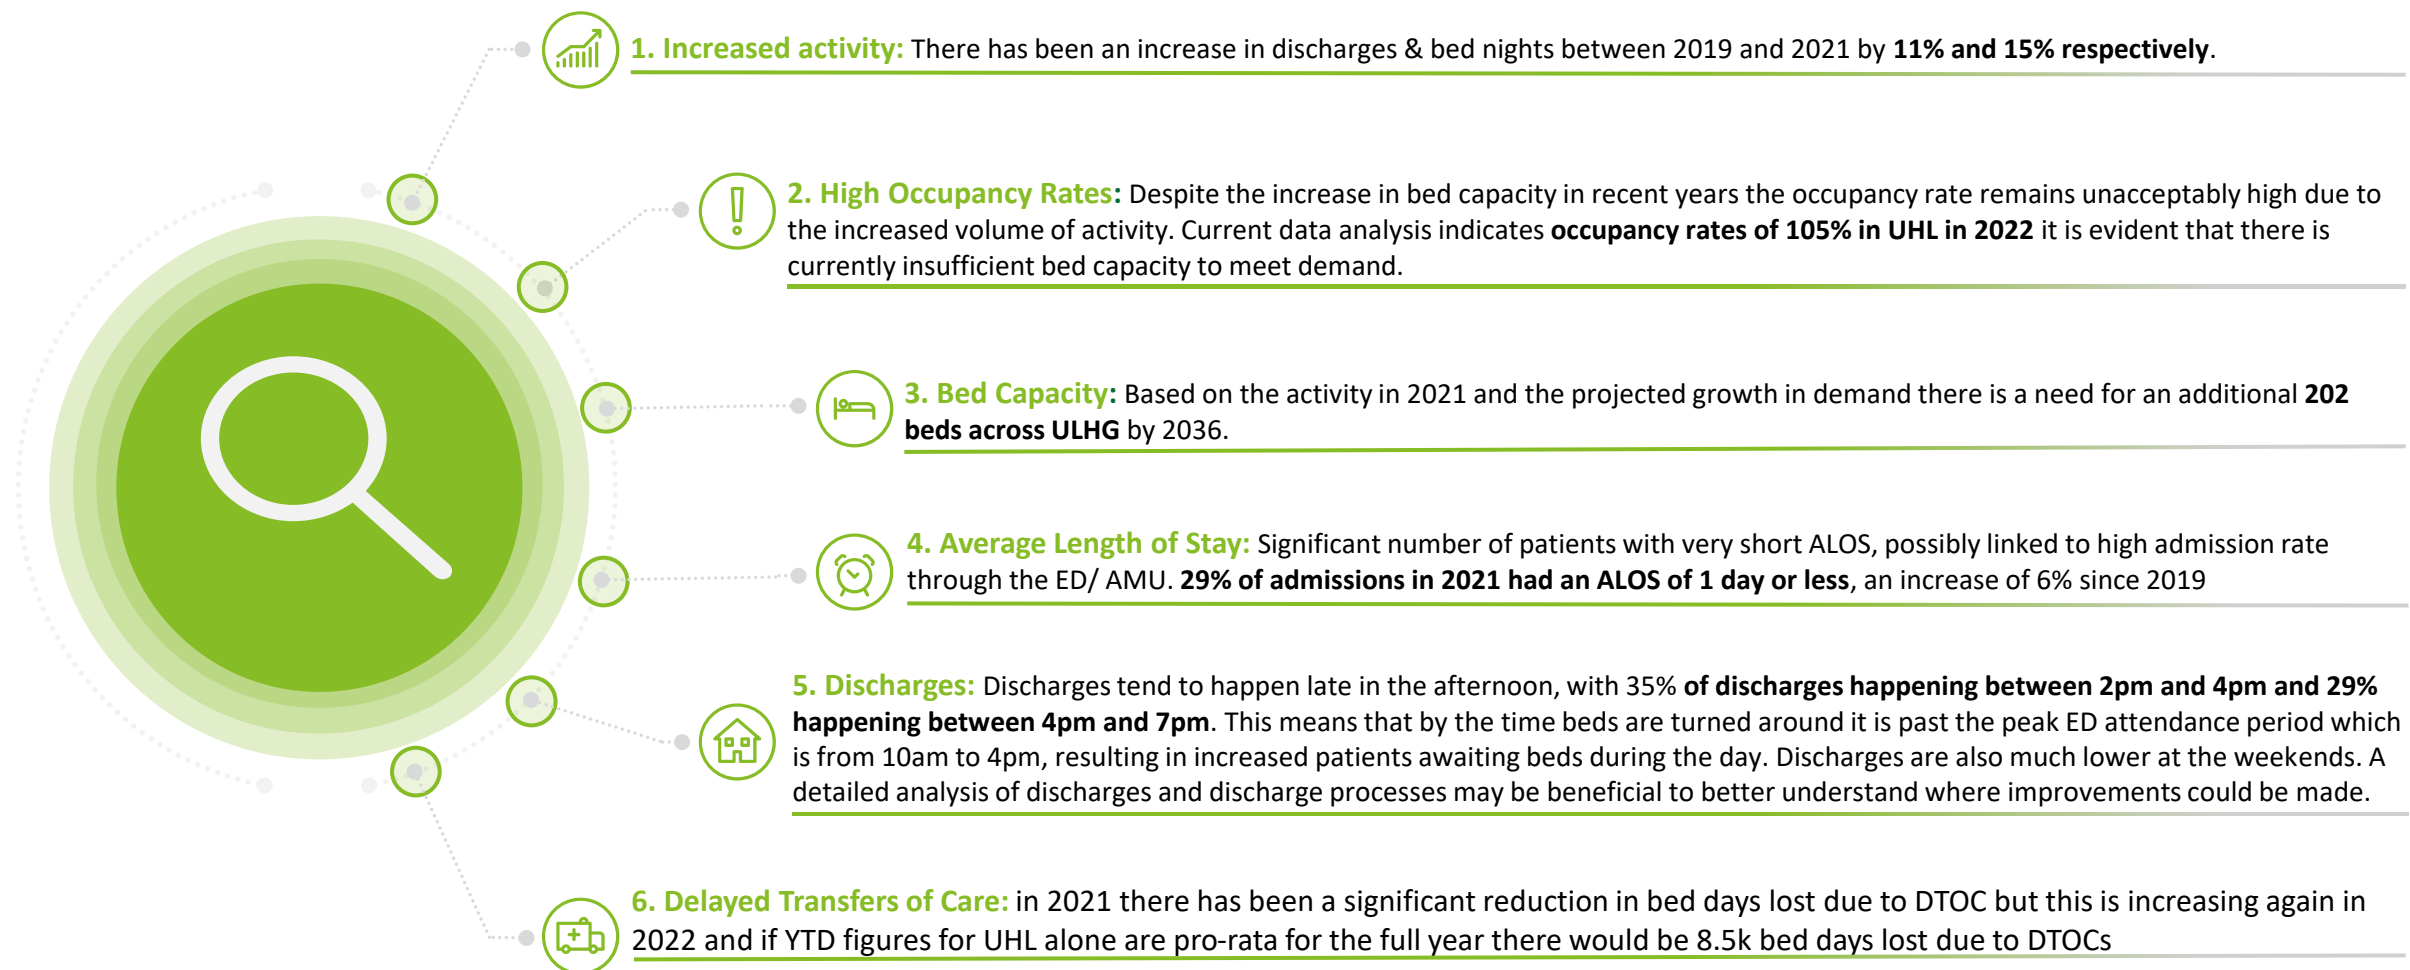 1. Increased activity: There has been an increase in discharges & bed nights between 2019 and 2021 by 11% and 15% respectively.
2. High Occupancy Rates: Despite the increase in bed capacity in recent years the occupancy rate remains unacceptably high due to
the increased volume of activity. Current data analysis indicates occupancy rates of 105% in UHL in 2022 it is evident that there is
currently insufficient bed capacity to meet demand.
3. Bed Capacity: Based on the activity in 2021 and the projected growth in demand there is a need for an additional 202
beds across ULHG by 2036.
4. Average Length of Stay: Significant number of patients with very short ALOS, possibly linked to high admission rate
through the ED/ AMU. 29% of admissions in 2021 had an ALOS of 1 day or less, an increase of 6% since 2019
5. Discharges: Discharges tend to happen late in the afternoon, with 35% of discharges happening between 2pm and 4pm and 29%
happening between 4pm and 7pm. This means that by the time beds are turned around it is past the peak ED attendance period which
is from 10am to 4pm, resulting in increased patients awaiting beds during the day. Discharges are also much lower at the weekends. A
detailed analysis of discharges and discharge processes may be beneficial to better understand where improvements could be made.
6. Delayed Transfers of Care: in 2021 there has been a significant reduction in bed days lost due to DTOC but this is increasing again in
2022 and if YTD figures for UHL alone are pro-rata for the full year there would be 8.5k bed days lost due to DTOCs